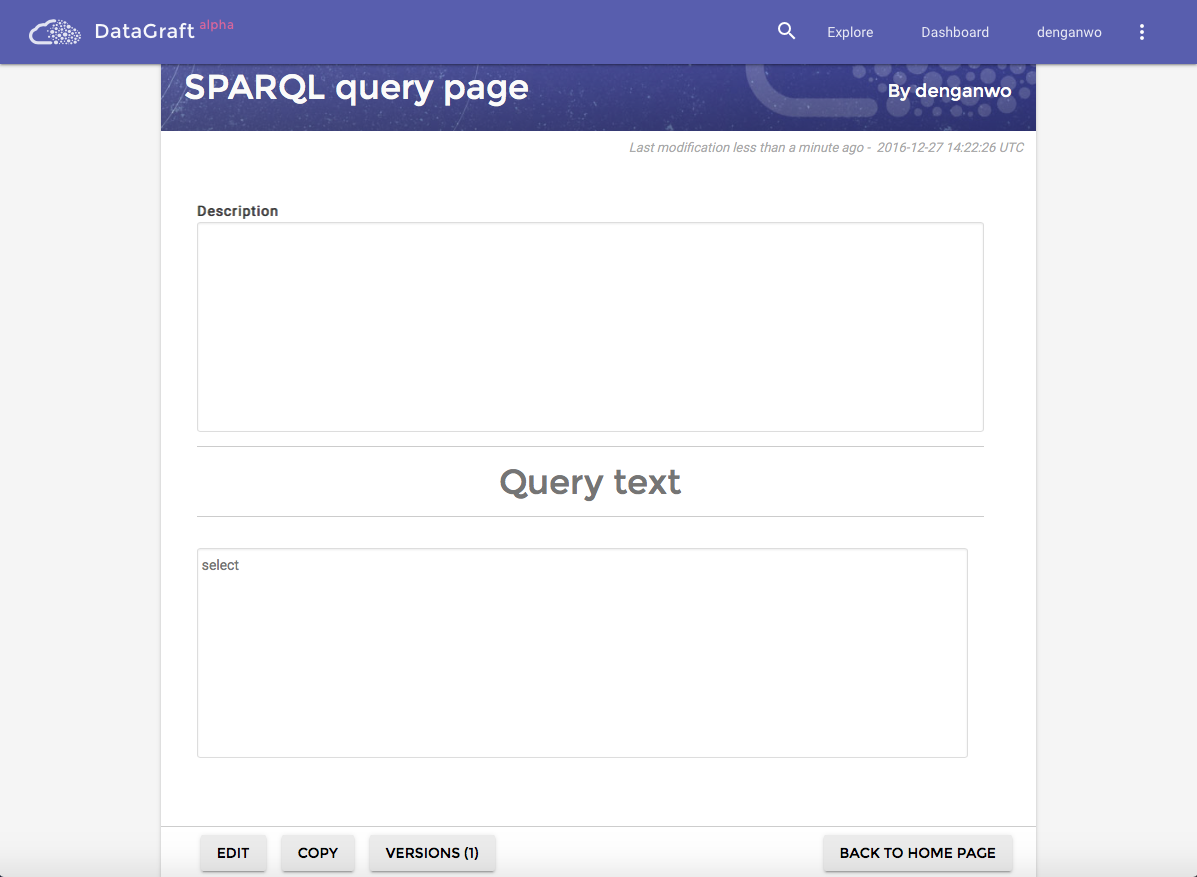 DataGraft alpha
Explore Dashboard denganwo
SPARQL query page
By denganwo
Last modification less than a minute ago - 2016-12-27 14:22:26 UTC
Description
Query text
select
EDIT COPY VERSIONS (1) BACK TO HOME PAGE